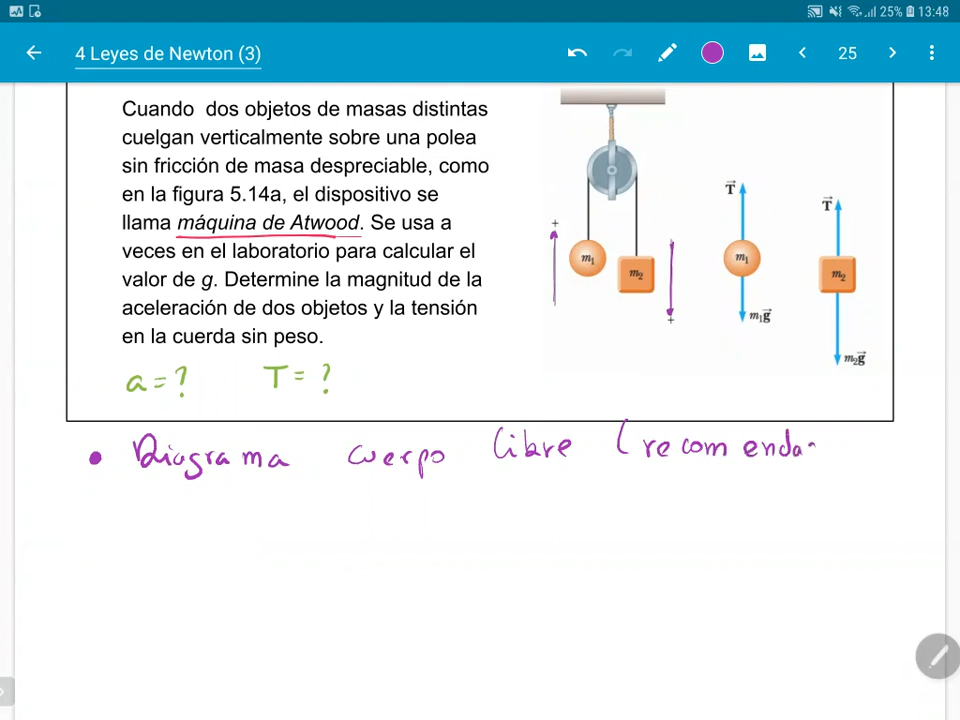 25% 13:48
4 Leyes de Newton (3)
25
Cuando dos objetos de masas distintas
cuelgan verticalmente sobre una polea
sin fricción de masa despreciable, como
en la figura 5.14a, el dispositivo se
llama máquina de Atwood. Se usa a
veces en el laboratorio para calcular el
valor de g. Determine la magnitud de la
aceleración de dos objetos y la tensión
en la cuerda sin peso.
a = ? T = ?
+
m₁
m₂
+
T⃗
m₁
m₁g⃗
T⃗
m₂
m₂g⃗
• Diagrama cuerpo libre (recomenda